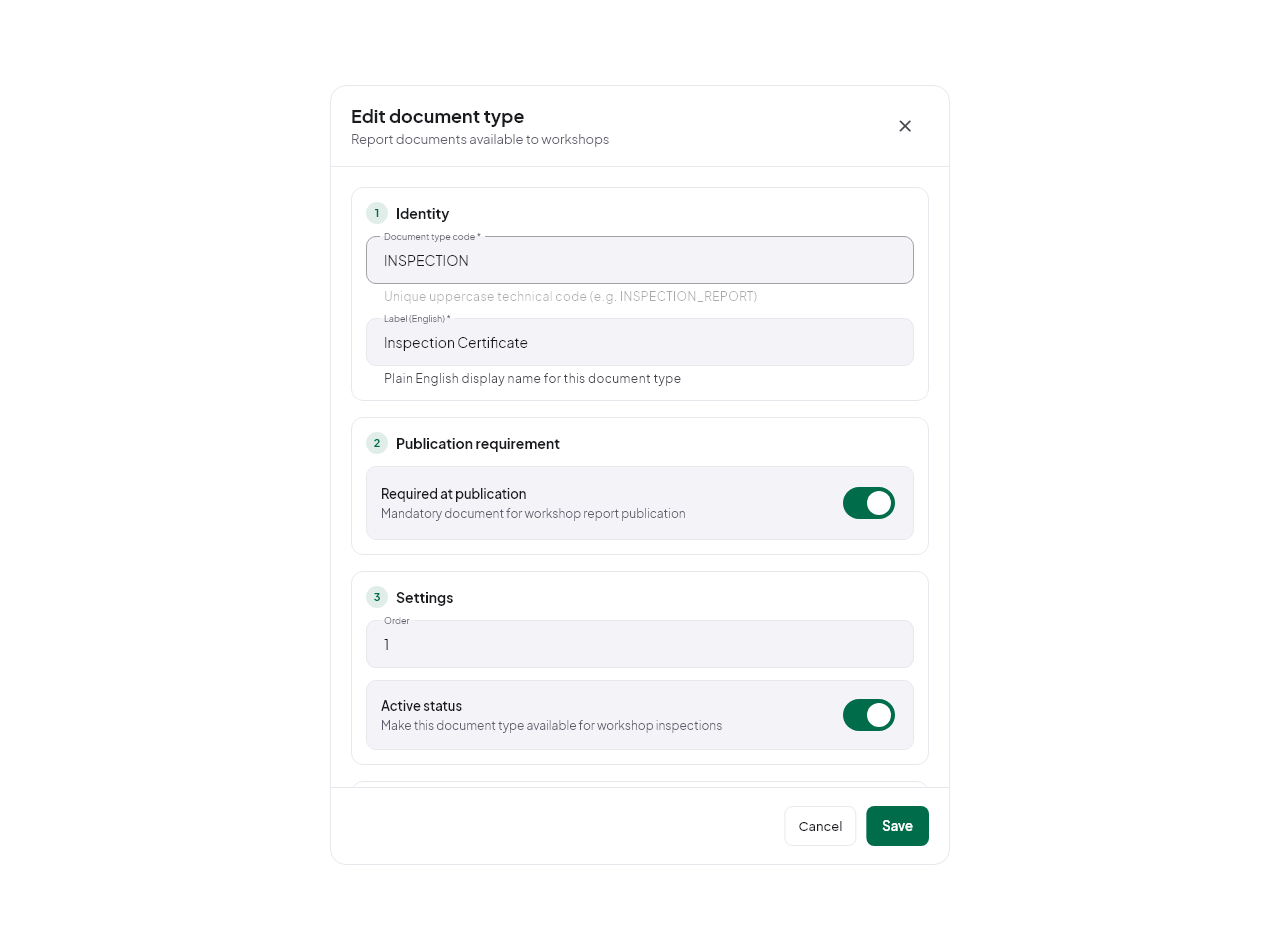 Edit document type
Report documents available to workshops
1 Identity
Document type code *
INSPECTION
Unique uppercase technical code (e.g. INSPECTION_REPORT)
Label (English) *
Inspection Certificate
Plain English display name for this document type
2 Publication requirement
Required at publication
Mandatory document for workshop report publication
3 Settings
Order
1
Active status
Make this document type available for workshop inspections
Cancel Save